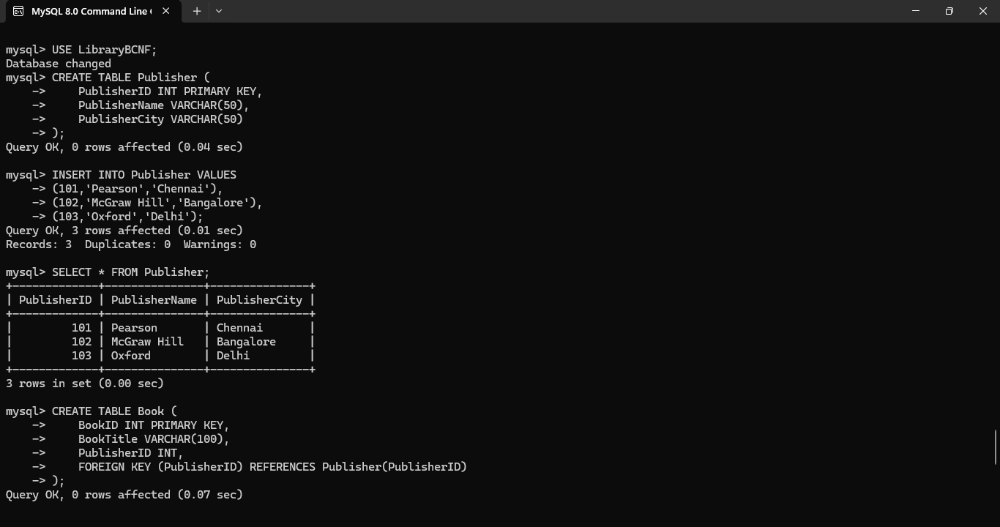 MySQL 8.0 Command Line
mysql> USE LibraryBCNF;
Database changed
mysql> CREATE TABLE Publisher (
    ->     PublisherID INT PRIMARY KEY,
    ->     PublisherName VARCHAR(50),
    ->     PublisherCity VARCHAR(50)
    -> );
Query OK, 0 rows affected (0.04 sec)

mysql> INSERT INTO Publisher VALUES
    -> (101,'Pearson','Chennai'),
    -> (102,'McGraw Hill','Bangalore'),
    -> (103,'Oxford','Delhi');
Query OK, 3 rows affected (0.01 sec)
Records: 3  Duplicates: 0  Warnings: 0

mysql> SELECT * FROM Publisher;
+-------------+---------------+---------------+
| PublisherID | PublisherName | PublisherCity |
+-------------+---------------+---------------+
|         101 | Pearson       | Chennai       |
|         102 | McGraw Hill   | Bangalore     |
|         103 | Oxford        | Delhi         |
+-------------+---------------+---------------+
3 rows in set (0.00 sec)

mysql> CREATE TABLE Book (
    ->     BookID INT PRIMARY KEY,
    ->     BookTitle VARCHAR(100),
    ->     PublisherID INT,
    ->     FOREIGN KEY (PublisherID) REFERENCES Publisher(PublisherID)
    -> );
Query OK, 0 rows affected (0.07 sec)